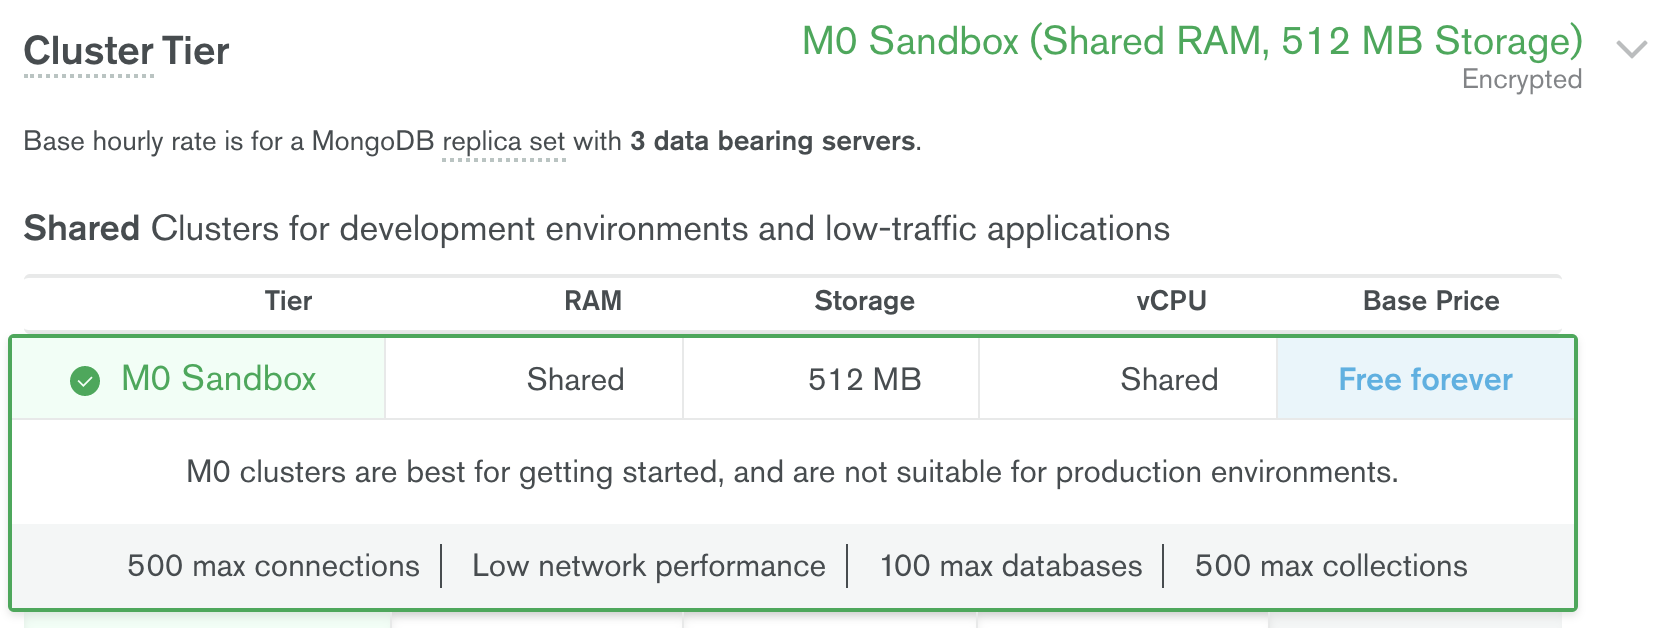 Cluster Tier
M0 Sandbox (Shared RAM, 512 MB Storage)
Encrypted
Base hourly rate is for a MongoDB replica set with 3 data bearing servers.
Shared Clusters for development environments and low-traffic applications
Tier RAM Storage vCPU Base Price
M0 Sandbox Shared 512 MB Shared Free forever
M0 clusters are best for getting started, and are not suitable for production environments.
500 max connections Low network performance 100 max databases 500 max collections